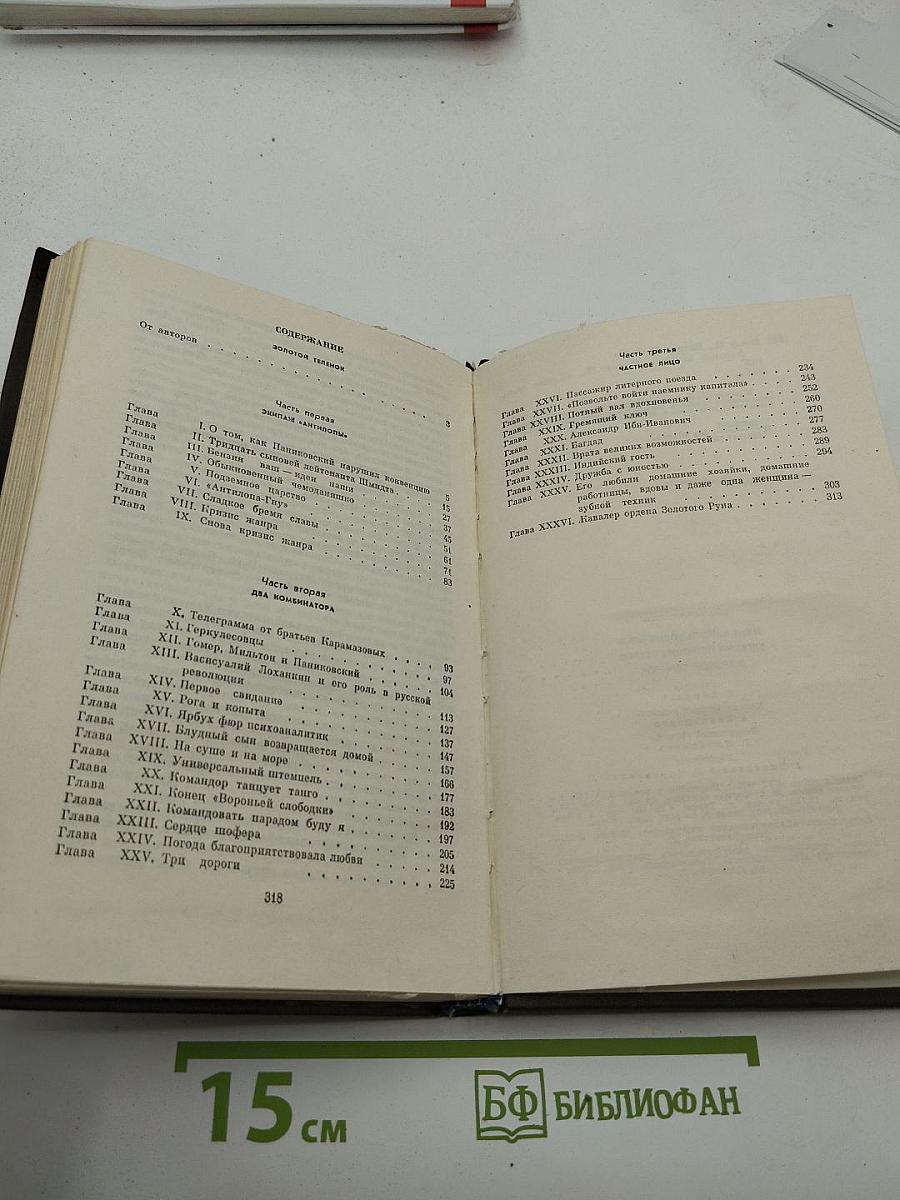 СОДЕРЖАНИЕ
ЗОЛОТОЙ ТЕЛЕНОК
От авторов . . . . . . . . . . 3
Часть первая
ЭКИПАЖ «АНТИЛОПЫ»
Глава I. О том, как Паниковский нарушил конвенцию 5
Глава II. Тридцать сыновей лейтенанта Шмидта . 15
Глава III. Бензин ваш — идеи наши . . . . 27
Глава IV. Обыкновенный чемоданишко . . . . 37
Глава V. Подземное царство . . . . 45
Глава VI. «Антилопа-Гну» . . . . 51
Глава VII. Сладкое бремя славы . . . . 61
Глава VIII. Кризис жанра . . . . 71
Глава IX. Снова кризис жанра . . . . 83
Часть вторая
ДВА КОМБИНАТОРА
Глава X. Телеграмма от братьев Карамазовых . . . . 93
Глава XI. Геркулесовцы . . . . 97
Глава XII. Гомер, Мильтон и Паниковский . . . . 104
Глава XIII. Васисуалий Лоханкин и его роль в русской
революции . . . . 113
Глава XIV. Первое свидание . . . . 127
Глава XV. Рога и копыта . . . . 137
Глава XVI. Ярбух фюр психоаналитик . . . . 147
Глава XVII. Блудный сын возвращается домой . . . . 157
Глава XVIII. На суше и на море . . . . 166
Глава XIX. Универсальный штемпель . . . . 177
Глава XX. Командор танцует танго . . . . 183
Глава XXI. Конец «Вороньей слободки» . . . . 192
Глава XXII. Командовать парадом буду я . . . . 197
Глава XXIII. Сердце шофера . . . . 205
Глава XXIV. Погода благоприятствовала любви . . . . 214
Глава XXV. Три дороги . . . . 225
318
Часть третья
ЧАСТНОЕ ЛИЦО
Глава XXVI. Пассажир литерного поезда . . . . 234
Глава XXVII. «Позвольте войти наемнику капитала» . . . . 243
Глава XXVIII. Потный вал вдохновенья . . . . 252
Глава XXIX. Гремящий ключ . . . . 260
Глава XXX. Александр Ибн-Иванович . . . . 270
Глава XXXI. Багдад . . . . 277
Глава XXXII. Врата великих возможностей . . . . 283
Глава XXXIII. Индийский гость . . . . 289
Глава XXXIV. Дружба с юностью . . . . 294
Глава XXXV. Его любили домашние хозяйки, домашние
работницы, вдовы и даже одна женщина —
зубной техник . . . . 303
Глава XXXVI. Кавалер ордена Золотого Руна . . . . 313
15 см
БФ БИБЛИОФАН